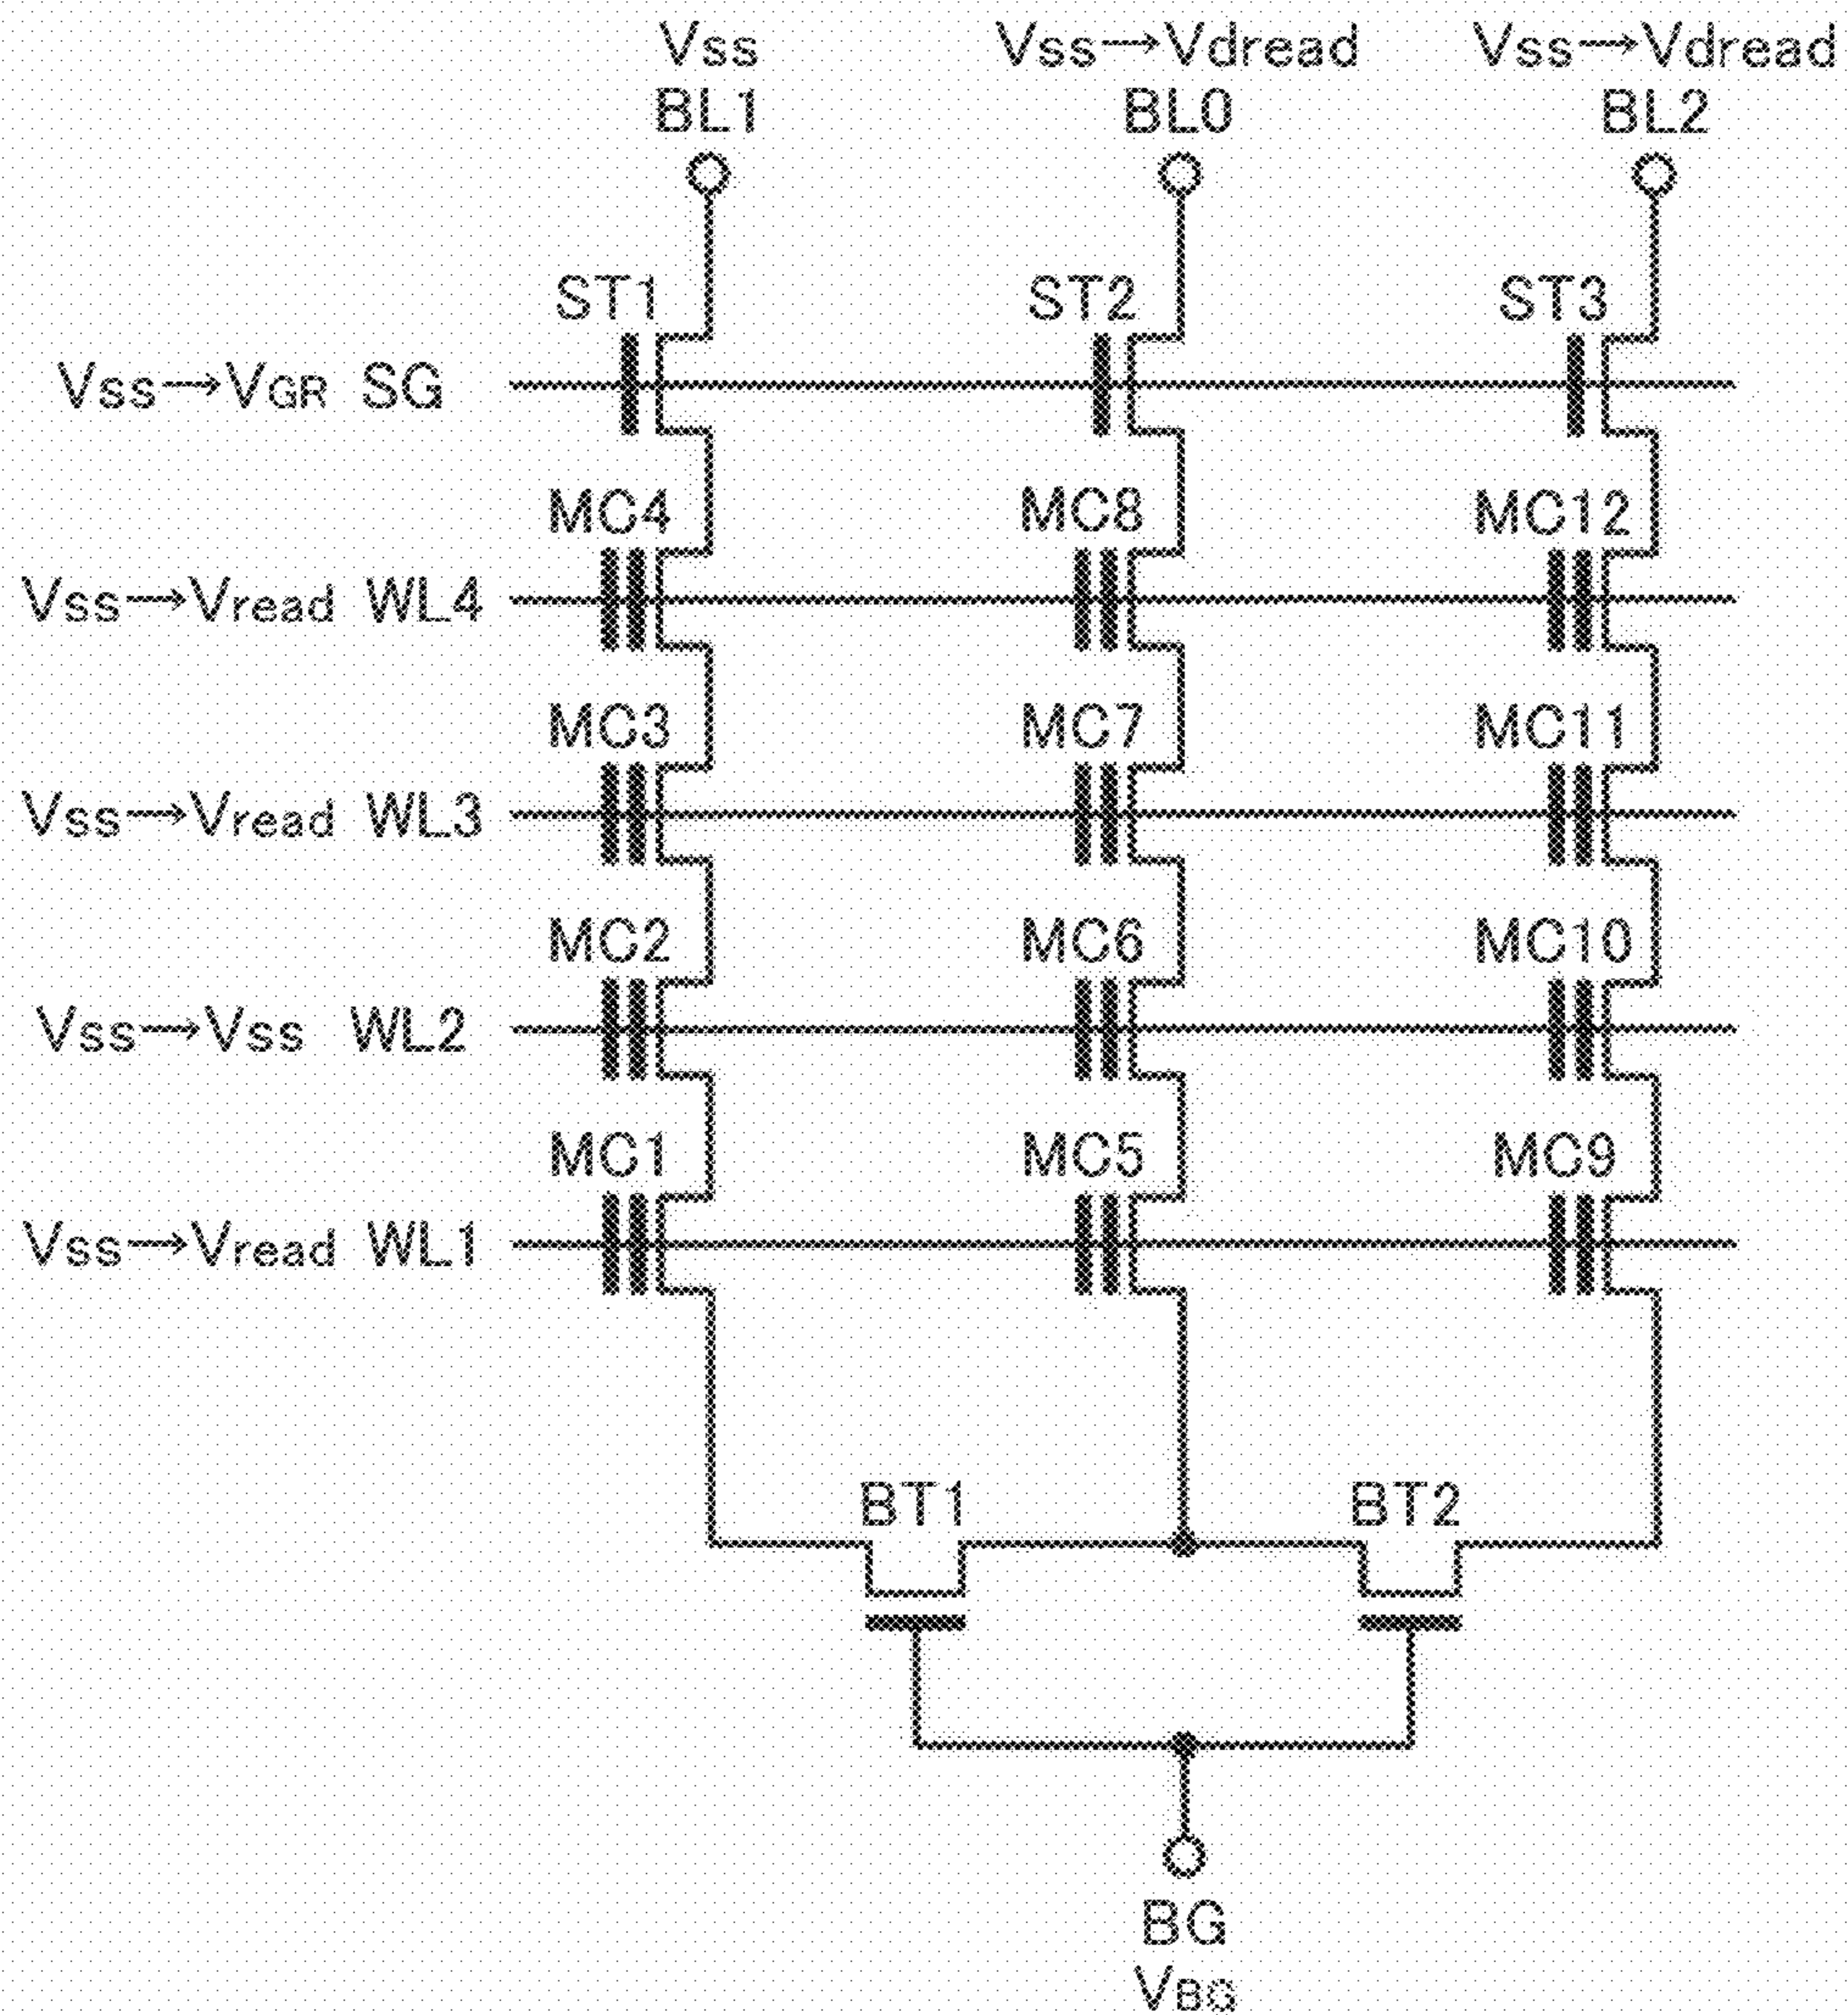 Vss Vss→Vdread Vss→Vdread
BL1 BL0 BL2
ST1 ST2 ST3
Vss→VGR SG
MC4 MC8 MC12
Vss→Vread WL4
MC3 MC7 MC11
Vss→Vread WL3
MC2 MC6 MC10
Vss→Vss WL2
MC1 MC5 MC9
Vss→Vread WL1
BT1 BT2
BG
VBG